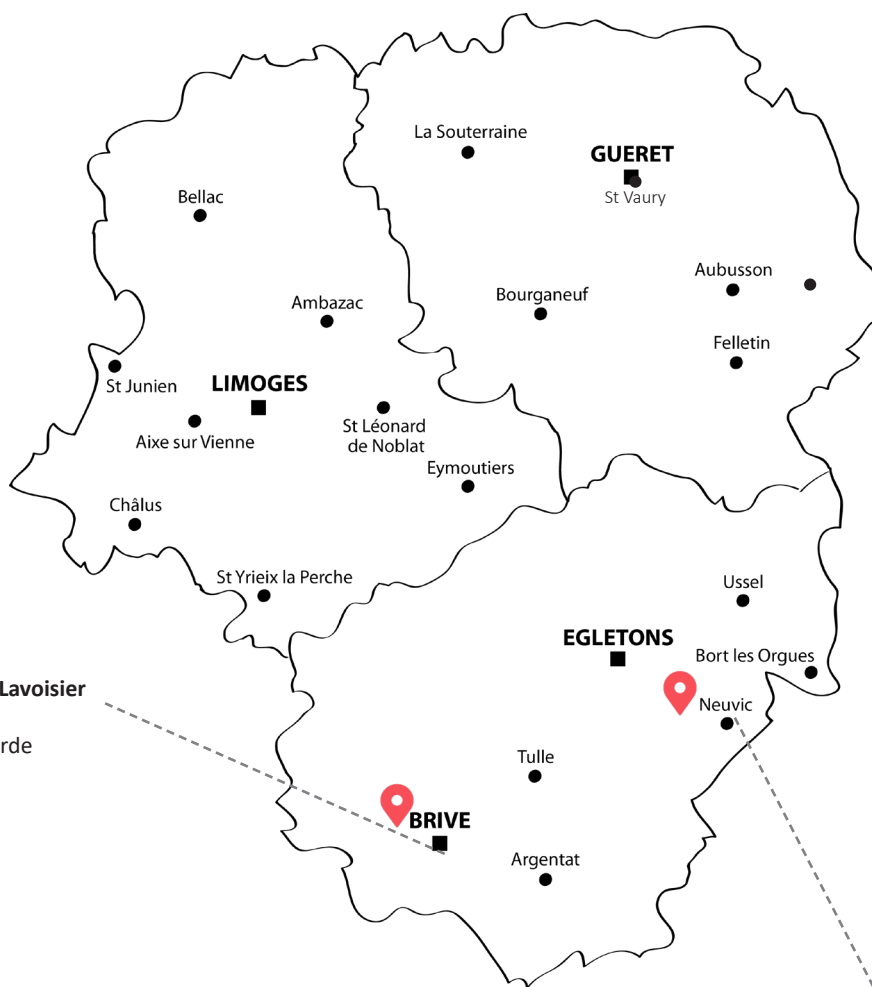 La Souterraine
GUERET
St Vaury
Bellac
Aubusson
Bourganeuf
Ambazac
Felletin
St Junien
LIMOGES
Aixe sur Vienne
St Léonard
de Noblat
Eymoutiers
Châlus
St Yrieix la Perche
Ussel
EGLETONS
Bort les Orgues
Lavoisier
Neuvic
rde
Tulle
BRIVE
Argentat